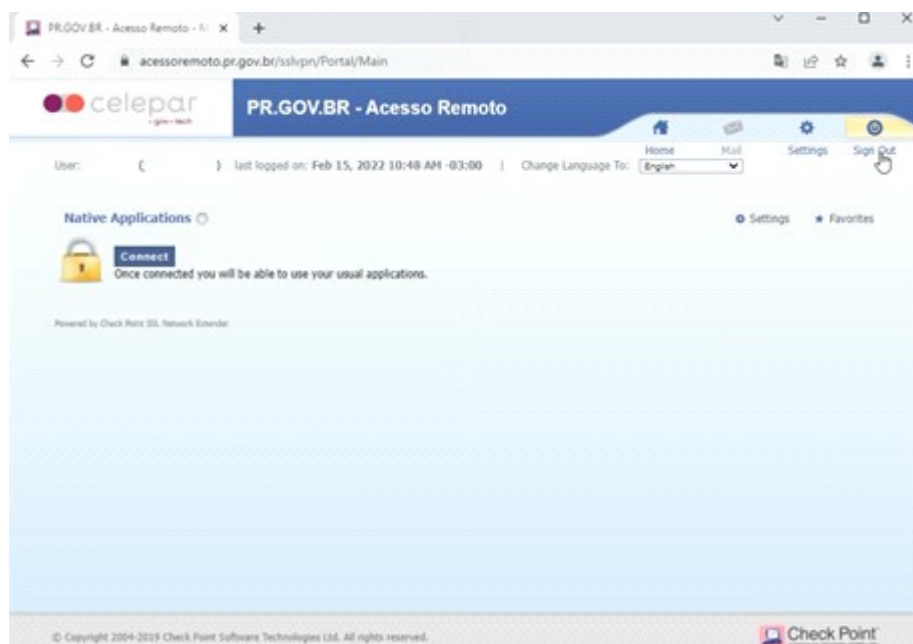 PR.GOV.BR - Acesso Remoto -
acessoremoto.pr.gov.br/sslvpn/Portal/Main
celepar
PR.GOV.BR - Acesso Remoto
Home
Mail
Settings
Sign Out
User: ( ) last logged on: Feb 15, 2022 10:48 AM -03:00 | Change Language To: English
Native Applications
Settings
Favorites
Connect
Once connected you will be able to use your usual applications.
Powered by Check Point SSL Network Extender
© Copyright 2004-2019 Check Point Software Technologies Ltd. All rights reserved.
Check Point